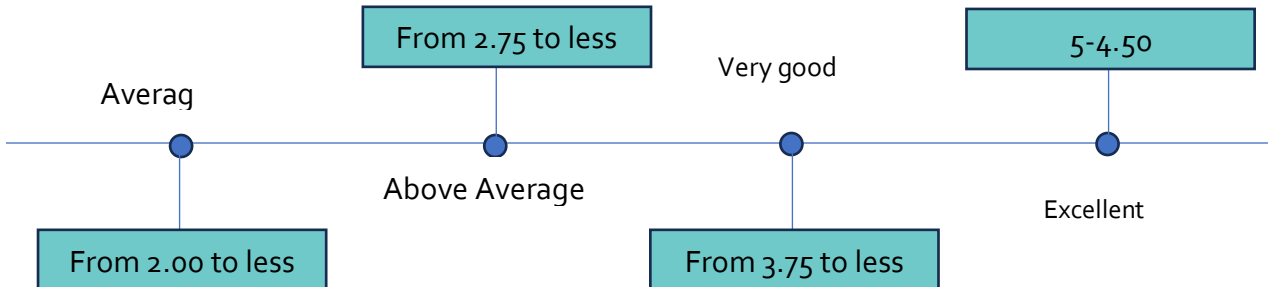 From 2.75 to less
5-4.50
Very good
Averag
Above Average
Excellent
From 2.00 to less
From 3.75 to less